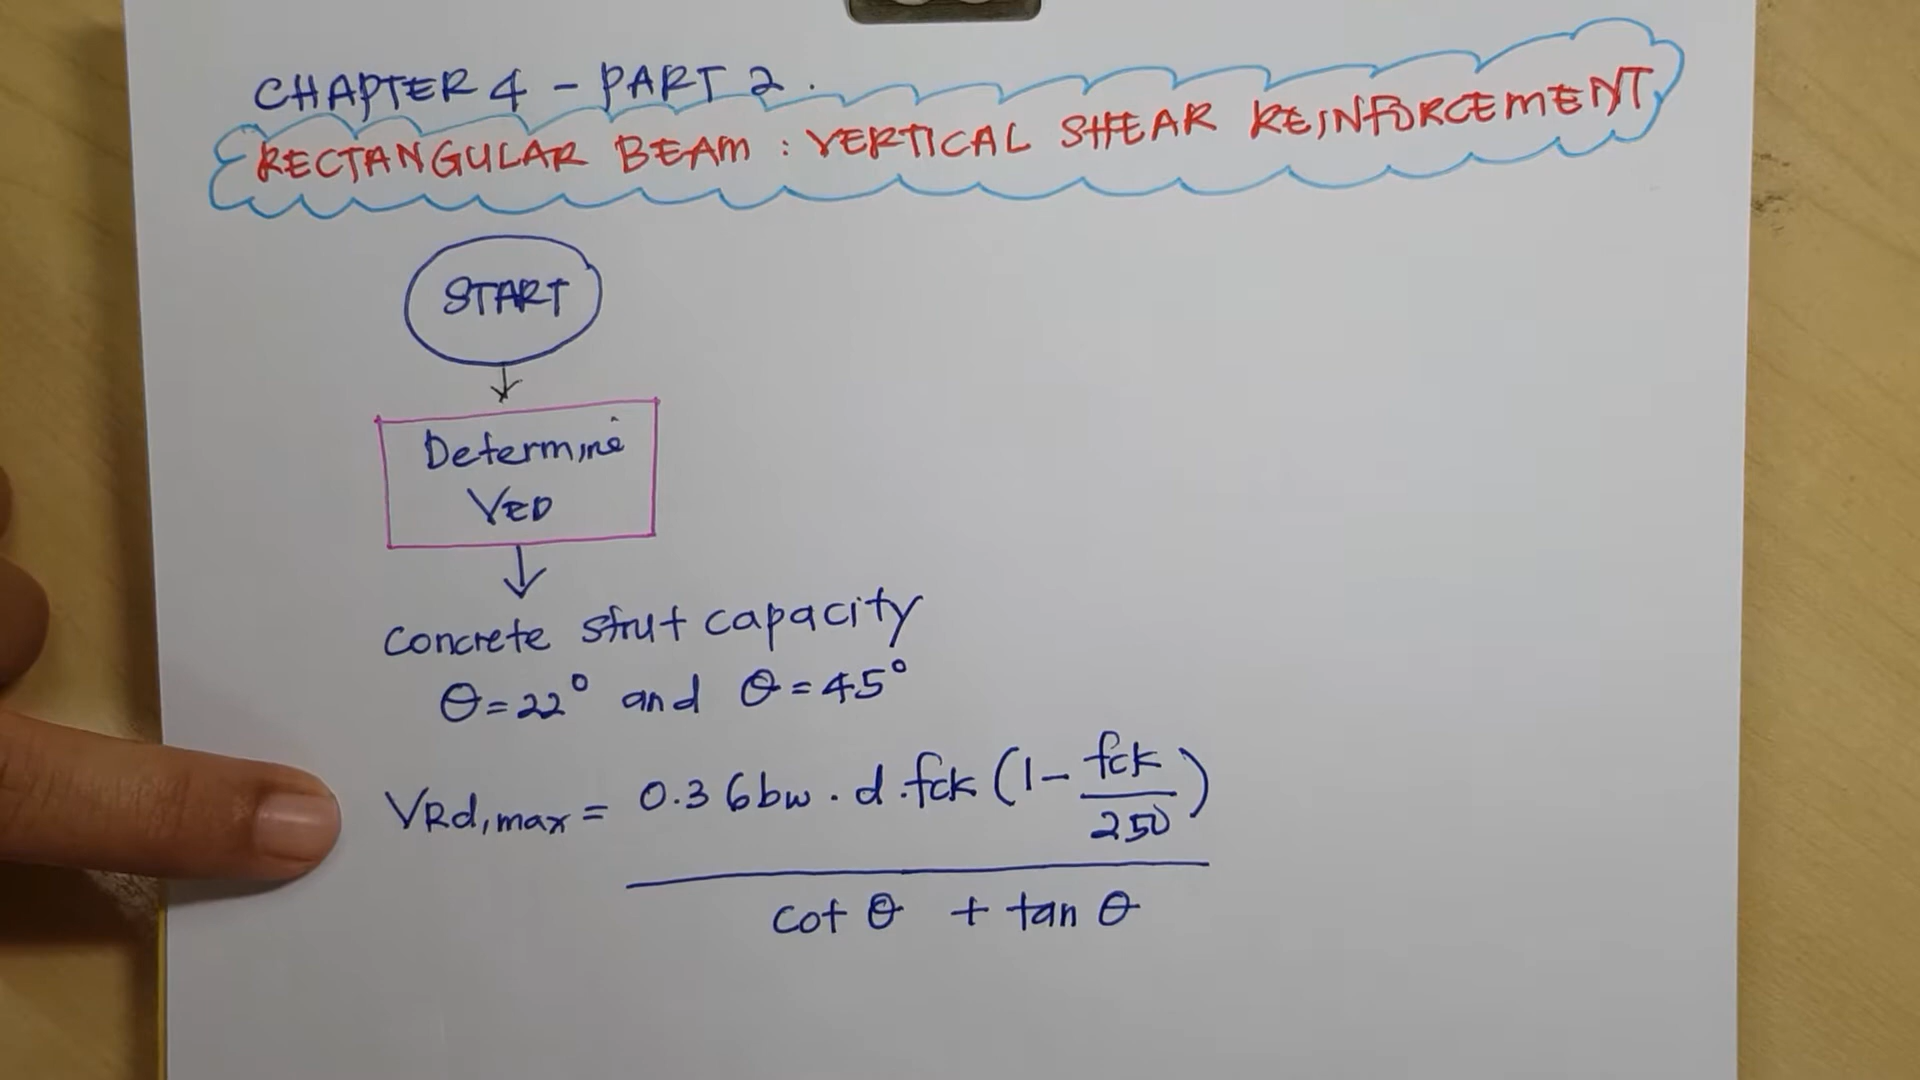 CHAPTER 4 - PART 2.
RECTANGULAR BEAM : VERTICAL SHEAR REINFORCEMENT
START
Determine
VED
Concrete strut capacity
θ = 22° and θ = 45°
VRd,max = 0.36bw . d . fck (1 - fck/250)
cot θ + tan θ